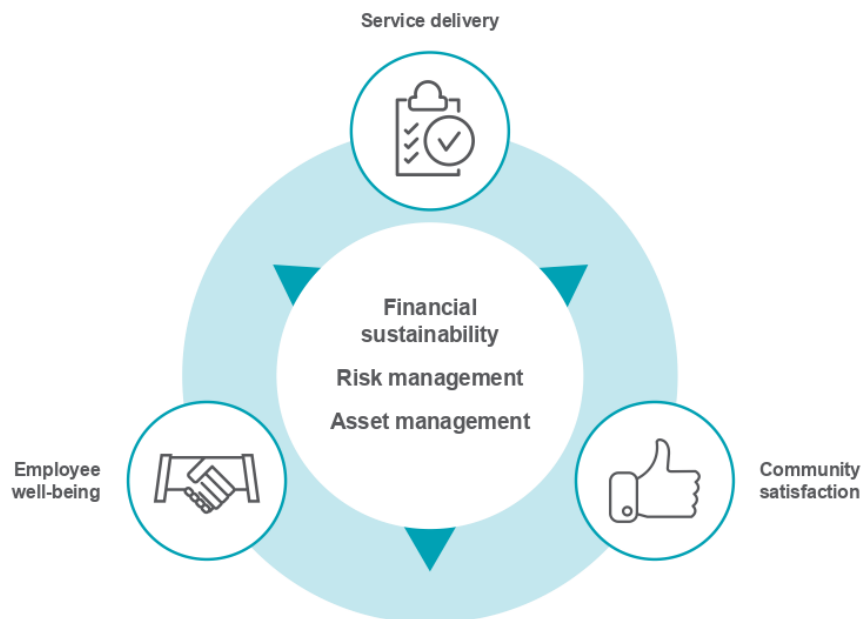 Service delivery
Financial
sustainability
Risk management
Asset management
Employee
well-being
Community
satisfaction